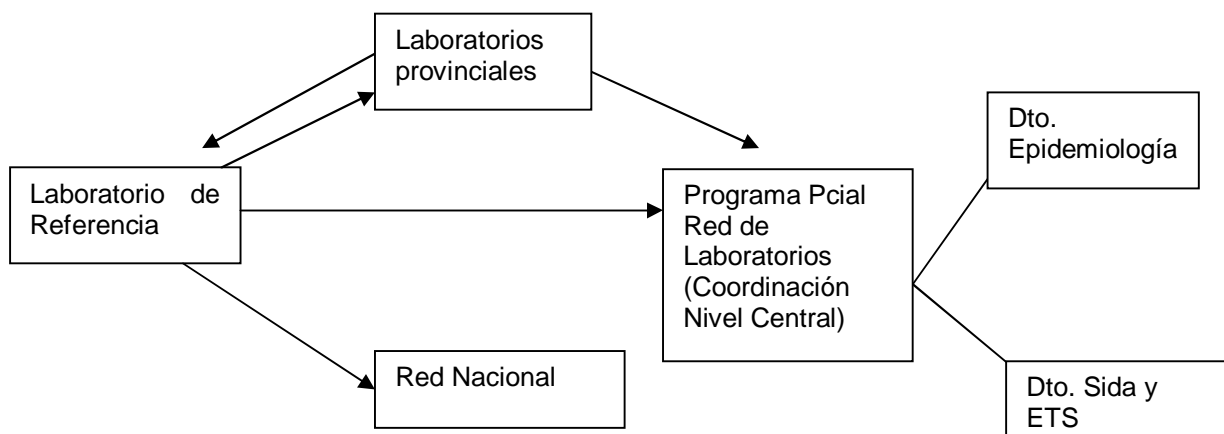 Laboratorios
provinciales
Dto.
Epidemiología
Laboratorio de
Referencia
Programa Pcial
Red de
Laboratorios
(Coordinación
Nivel Central)
Red Nacional
Dto. Sida y
ETS